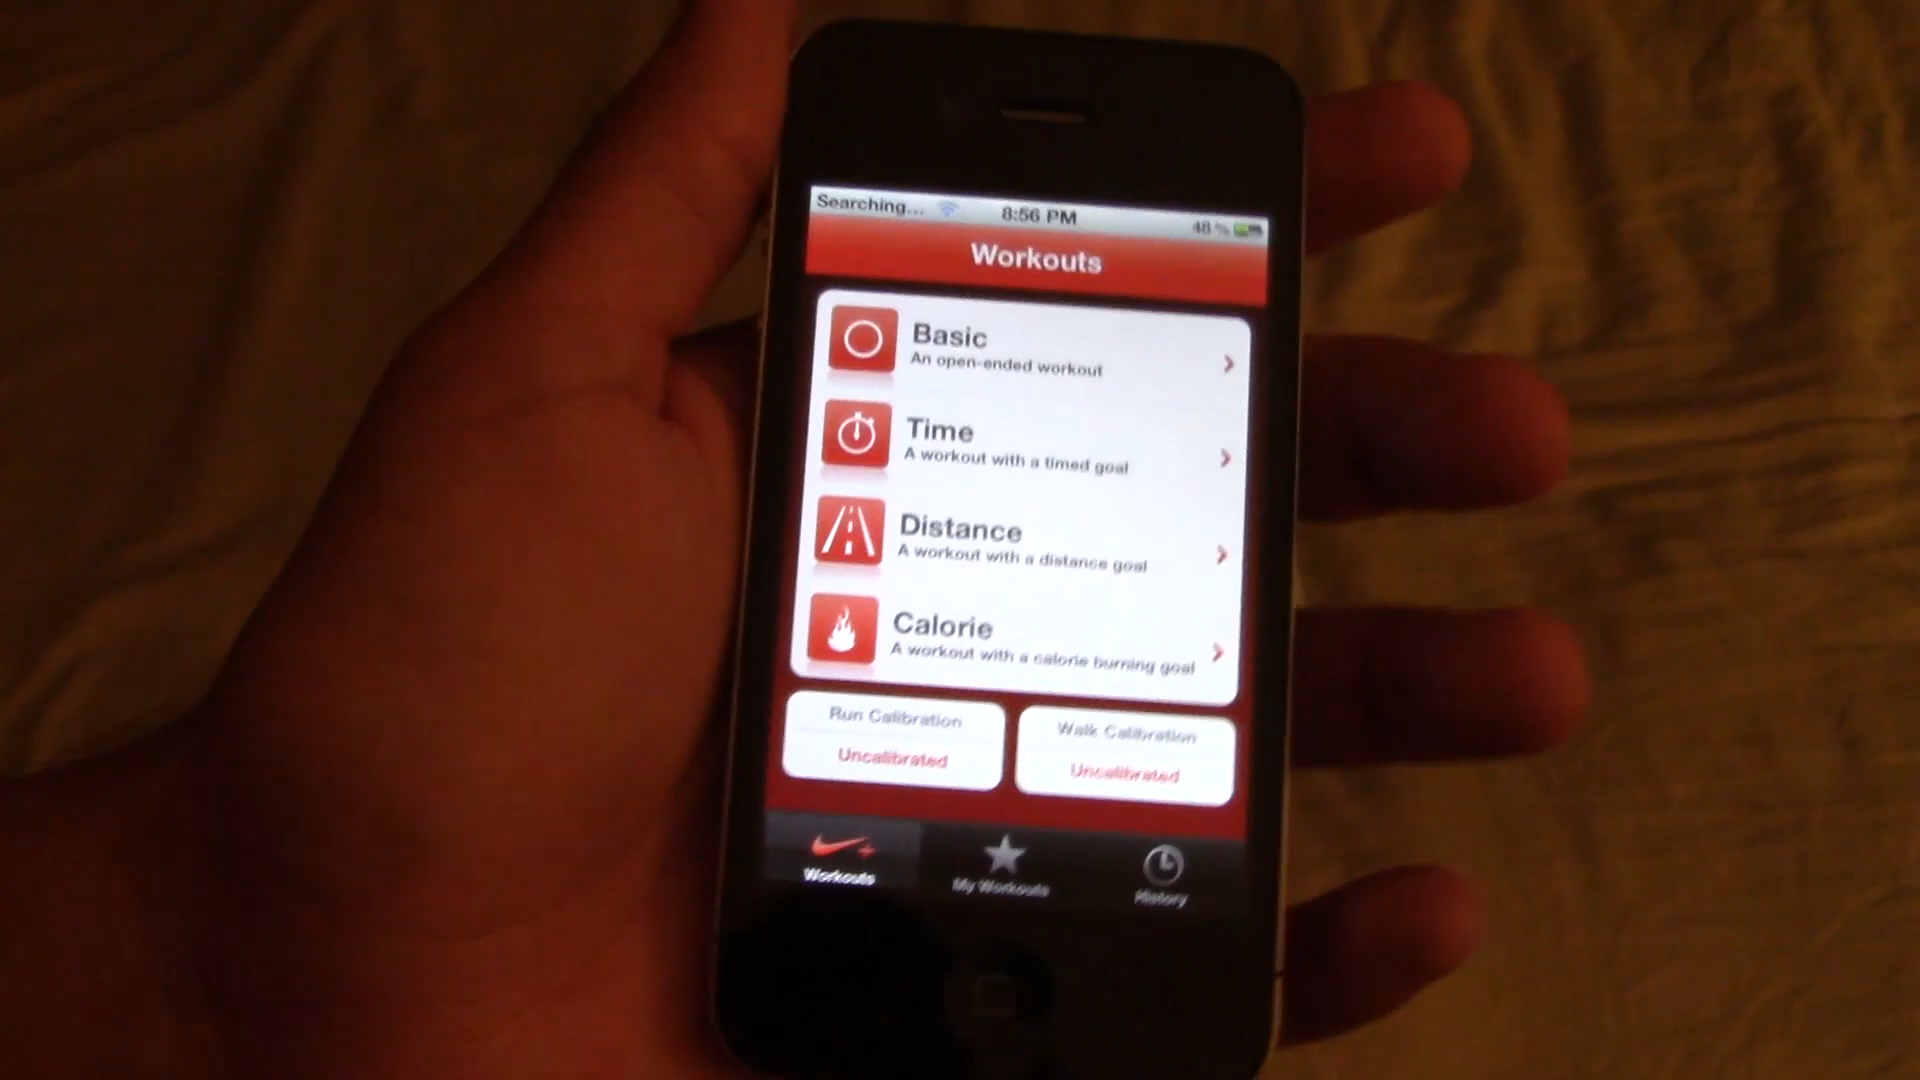 Searching... 8:56 PM 48 %
Workouts
Basic
An open-ended workout
Time
A workout with a timed goal
Distance
A workout with a distance goal
Calorie
A workout with a calorie burning goal
Run Calibration
Uncalibrated
Walk Calibration
Uncalibrated
Workouts
My Workouts
History